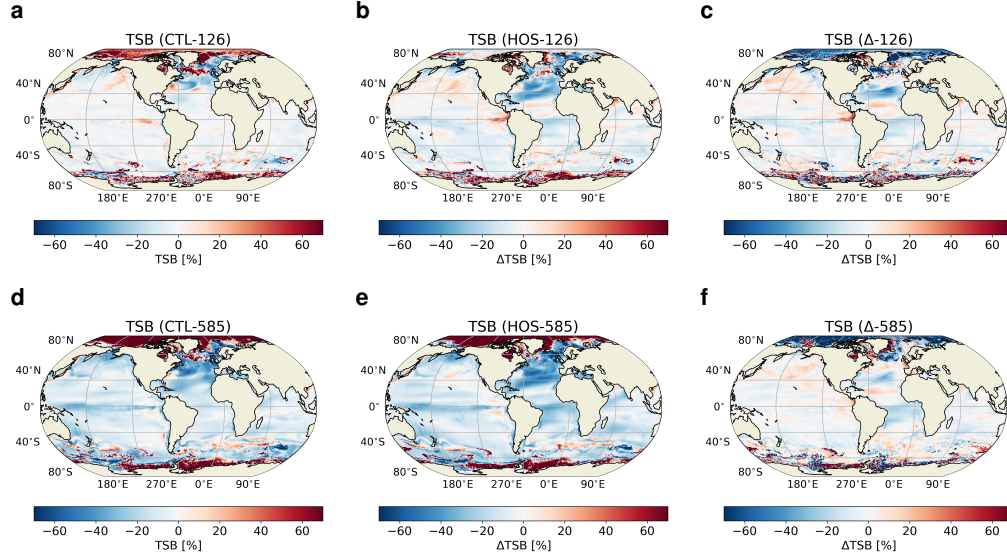 a
b
c
TSB (CTL-126)
TSB (HOS-126)
TSB (Δ-126)
80°N 80°N 80°N
40°N 40°N 40°N
0° 0° 0°
40°S 40°S 40°S
80°S 80°S 80°S
180°E 270°E 0°E 90°E 180°E 270°E 0°E 90°E 180°E 270°E 0°E 90°E
−60 −40 −20 0 20 40 60 −60 −40 −20 0 20 40 60 −60 −40 −20 0 20 40 60
TSB [%]
ΔTSB [%]
ΔTSB [%]
d
e
f
TSB (CTL-585)
TSB (HOS-585)
TSB (Δ-585)
80°N 80°N 80°N
40°N 40°N 40°N
0° 0° 0°
40°S 40°S 40°S
80°S 80°S 80°S
180°E 270°E 0°E 90°E 180°E 270°E 0°E 90°E 180°E 270°E 0°E 90°E
−60 −40 −20 0 20 40 60 −60 −40 −20 0 20 40 60 −60 −40 −20 0 20 40 60
TSB [%]
ΔTSB [%]
ΔTSB [%]